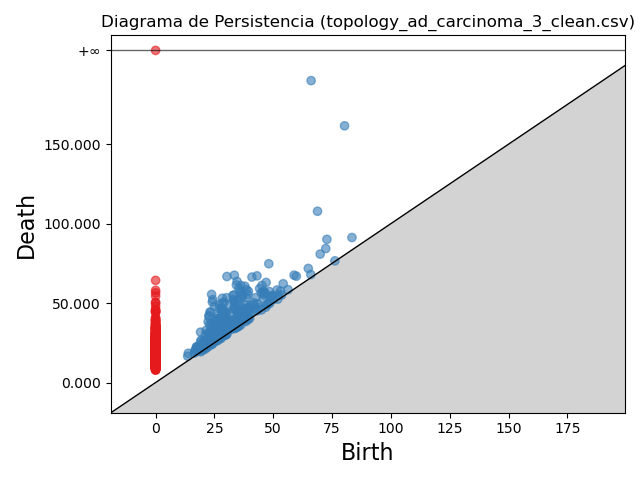 Diagrama de Persistencia (topology_ad_carcinoma_3_clean.csv)
+∞
150.000
100.000
50.000
0.000
Death
0 25 50 75 100 125 150 175
Birth